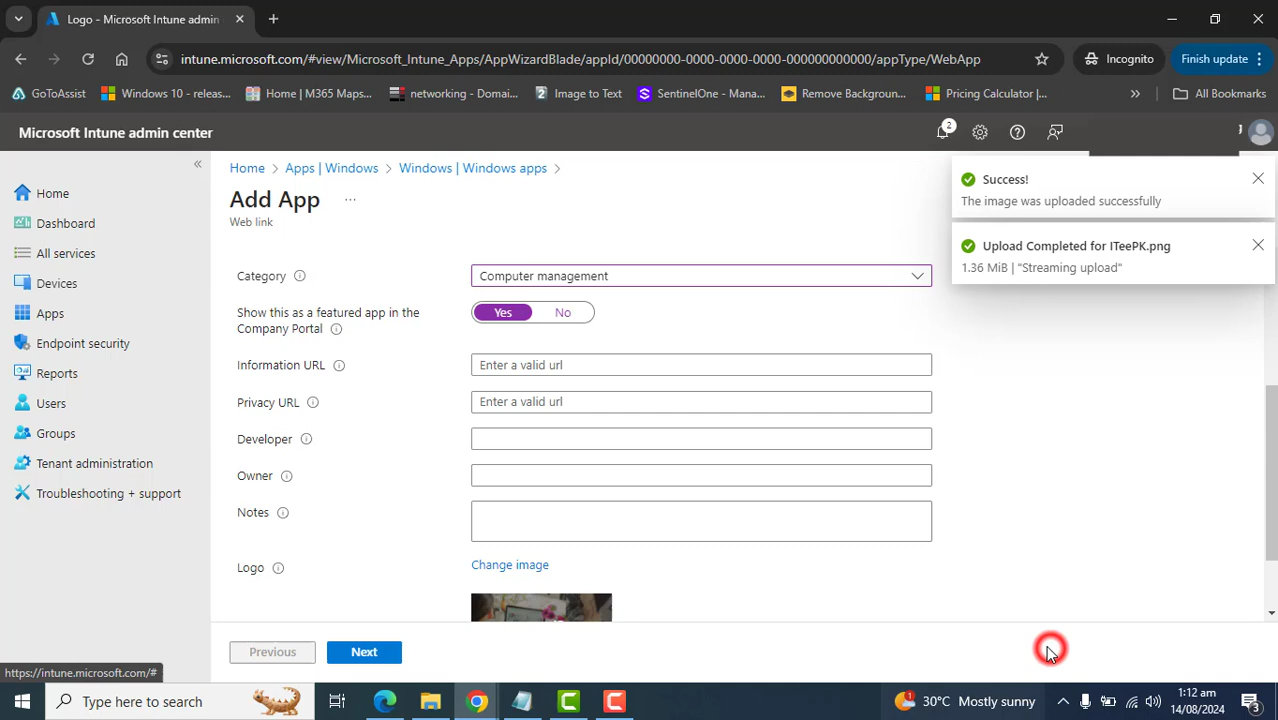 Logo - Microsoft Intune admin
intune.microsoft.com/#view/Microsoft_Intune_Apps/AppWizardBlade/appId/00000000-0000-0000-0000-000000000000/appType/WebApp
Incognito
Finish update
GoToAssist
Windows 10 - releas...
Home | M365 Maps...
networking - Domai...
Image to Text
SentinelOne - Mana...
Remove Backgroun...
Pricing Calculator |...
All Bookmarks
Microsoft Intune admin center
2
Home
Dashboard
All services
Devices
Apps
Endpoint security
Reports
Users
Groups
Tenant administration
Troubleshooting + support
Home > Apps | Windows > Windows | Windows apps >
Add App
Web link
Success!
The image was uploaded successfully
Upload Completed for ITeePK.png
1.36 MiB | "Streaming upload"
Category
Computer management
Show this as a featured app in the
Company Portal
Yes
No
Information URL
Enter a valid url
Privacy URL
Enter a valid url
Developer
Owner
Notes
Logo
Change image
Previous
Next
https://intune.microsoft.com/#
Type here to search
1
30°C Mostly sunny
1:12 am
14/08/2024
3